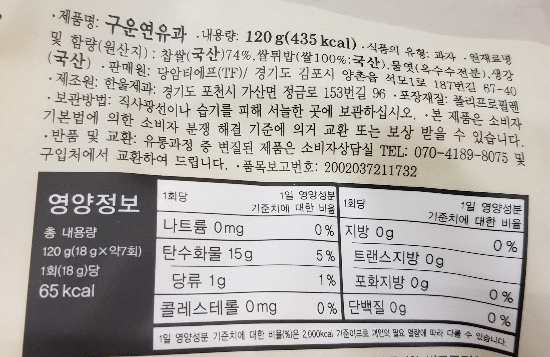 ·제품명: 구운연유과 ·내용량: 120 g(435 kcal) ·식품의 유형: 과자 ·원재료명
및 함량(원산지): 찹쌀(국산)74%, 쌀튀밥(쌀100%:국산), 물엿(옥수수전분), 생강
(국산) ·판매원: 당암티에프(TF)/ 경기도 김포시 양촌읍 석모1로 187번길 67-40
·제조원: 한울제과: 경기도 포천시 가산면 정금로 153번길 96 ·포장재질: 폴리프로필렌
·보관방법: 직사광선이나 습기를 피해 서늘한 곳에 보관하십시오. ·본 제품은 소비자
기본법에 의한 소비자 분쟁 해결 기준에 의거 교환 또는 보상 받을 수 있습니다.
·반품 및 교환: 유통과정 중 변질된 제품은 소비자상담실 TEL: 070-4189-8075 및
구입처에서 교환하여 드립니다. ·품목보고번호: 2002037211732
영양정보
총 내용량
120 g(18 g×약7회)
1회(18 g)당
65 kcal
1회당 1일 영양성분
기준치에 대한 비율
나트륨 0mg 0%
탄수화물 15g 5%
당류 1g 1%
콜레스테롤 0mg 0%
1회당 1일 영양성분
기준치에 대한 비율
지방 0g 0%
트랜스지방 0g
포화지방 0g 0%
단백질 0g 0%
1일 영양성분 기준치에 대한 비율(%)은 2,000kcal 기준이므로 개인의 필요 열량에 따라 다를 수 있습니다.